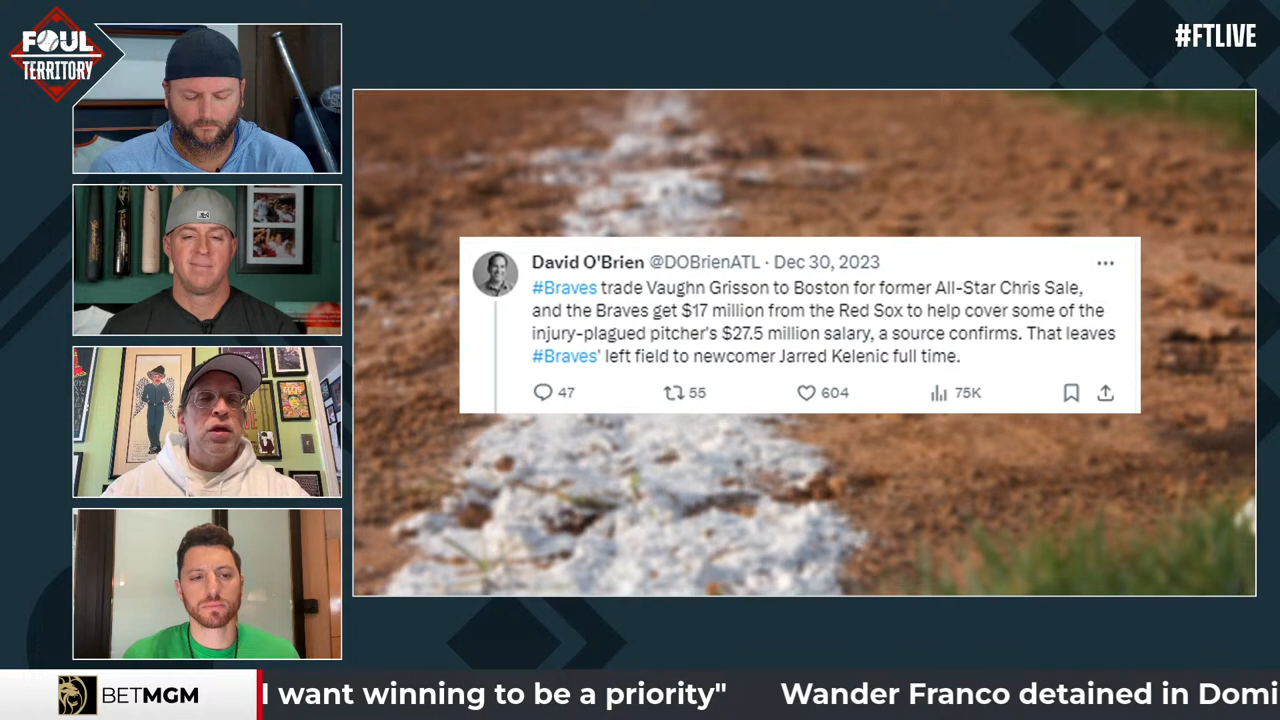 FOUL
TERRITORY
#FTLIVE
David O'Brien @DOBrienATL · Dec 30, 2023
#Braves trade Vaughn Grisson to Boston for former All-Star Chris Sale,
and the Braves get $17 million from the Red Sox to help cover some of the
injury-plagued pitcher's $27.5 million salary, a source confirms. That leaves
#Braves' left field to newcomer Jarred Kelenic full time.
47 55 604 75K
BETMGM
I want winning to be a priority" Wander Franco detained in Domi